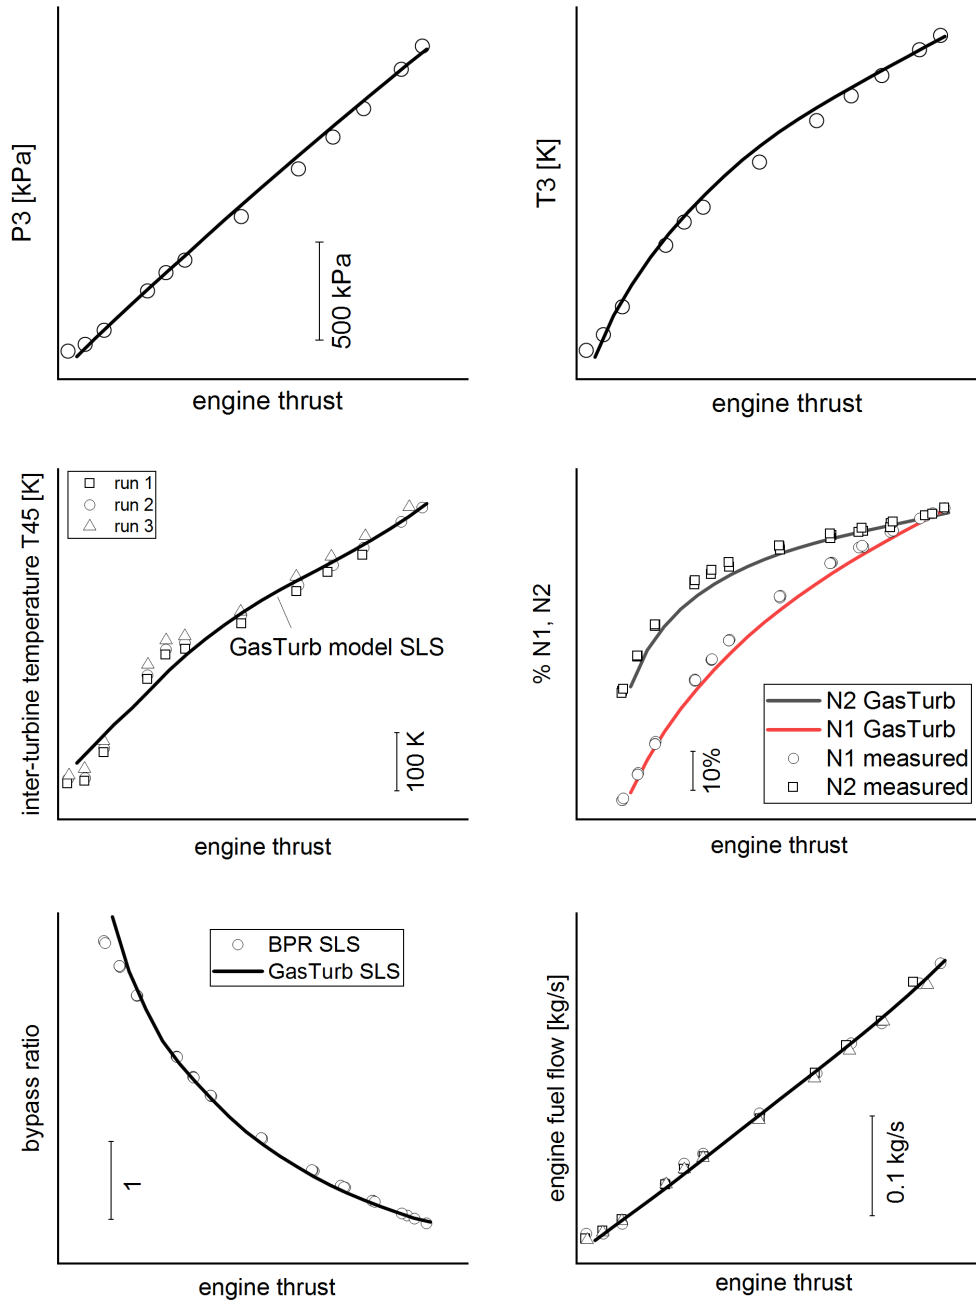 P3 [kPa]
500 kPa
engine thrust
T3 [K]
engine thrust
inter-turbine temperature T45 [K]
run 1
run 2
run 3
GasTurb model SLS
100 K
engine thrust
% N1, N2
N2 GasTurb
N1 GasTurb
N1 measured
N2 measured
10%
engine thrust
bypass ratio
BPR SLS
GasTurb SLS
1
engine thrust
engine fuel flow [kg/s]
0.1 kg/s
engine thrust